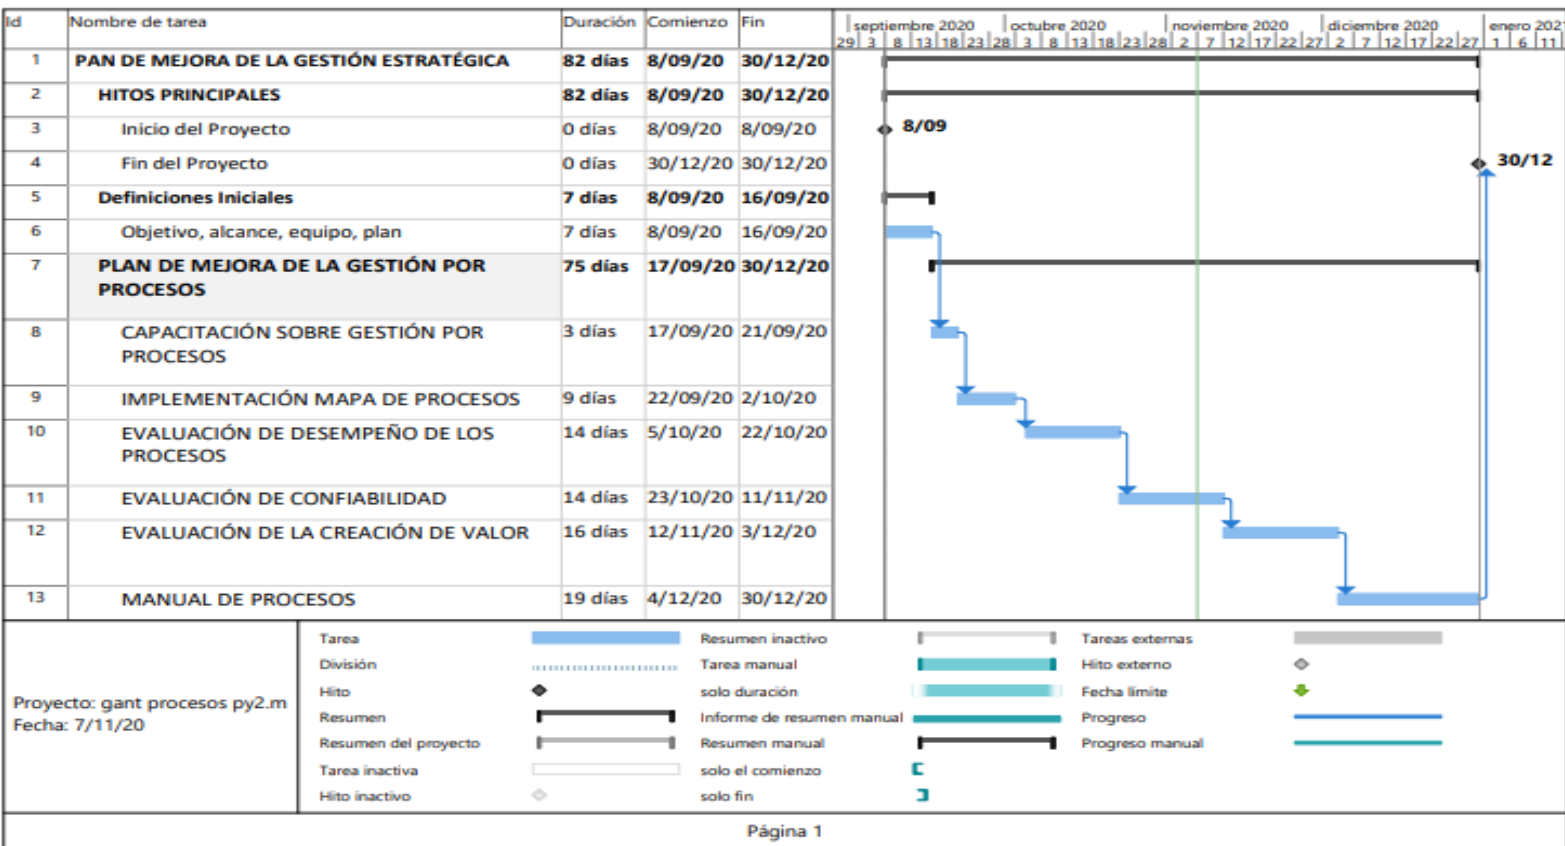 Id Nombre de tarea Duración Comienzo Fin septiembre 2020 octubre 2020 noviembre 2020 diciembre 2020 enero 202
29 3 8 13 18 23 28 3 8 13 18 23 28 2 7 12 17 22 27 2 7 12 17 22 27 1 6 11
1 PAN DE MEJORA DE LA GESTIÓN ESTRATÉGICA 82 días 8/09/20 30/12/20
2 HITOS PRINCIPALES 82 días 8/09/20 30/12/20
3 Inicio del Proyecto 0 días 8/09/20 8/09/20 8/09
4 Fin del Proyecto 0 días 30/12/20 30/12/20 30/12
5 Definiciones Iniciales 7 días 8/09/20 16/09/20
6 Objetivo, alcance, equipo, plan 7 días 8/09/20 16/09/20
7 PLAN DE MEJORA DE LA GESTIÓN POR 75 días 17/09/20 30/12/20
PROCESOS
8 CAPACITACIÓN SOBRE GESTIÓN POR 3 días 17/09/20 21/09/20
PROCESOS
9 IMPLEMENTACIÓN MAPA DE PROCESOS 9 días 22/09/20 2/10/20
10 EVALUACIÓN DE DESEMPEÑO DE LOS 14 días 5/10/20 22/10/20
PROCESOS
11 EVALUACIÓN DE CONFIABILIDAD 14 días 23/10/20 11/11/20
12 EVALUACIÓN DE LA CREACIÓN DE VALOR 16 días 12/11/20 3/12/20
13 MANUAL DE PROCESOS 19 días 4/12/20 30/12/20
Proyecto: gant procesos py2.m
Fecha: 7/11/20
Tarea
División
Hito
Resumen
Resumen del proyecto
Tarea inactiva
Hito inactivo
Resumen inactivo
Tarea manual
solo duración
Informe de resumen manual
Resumen manual
solo el comienzo
solo fin
Tareas externas
Hito externo
Fecha límite
Progreso
Progreso manual
Página 1